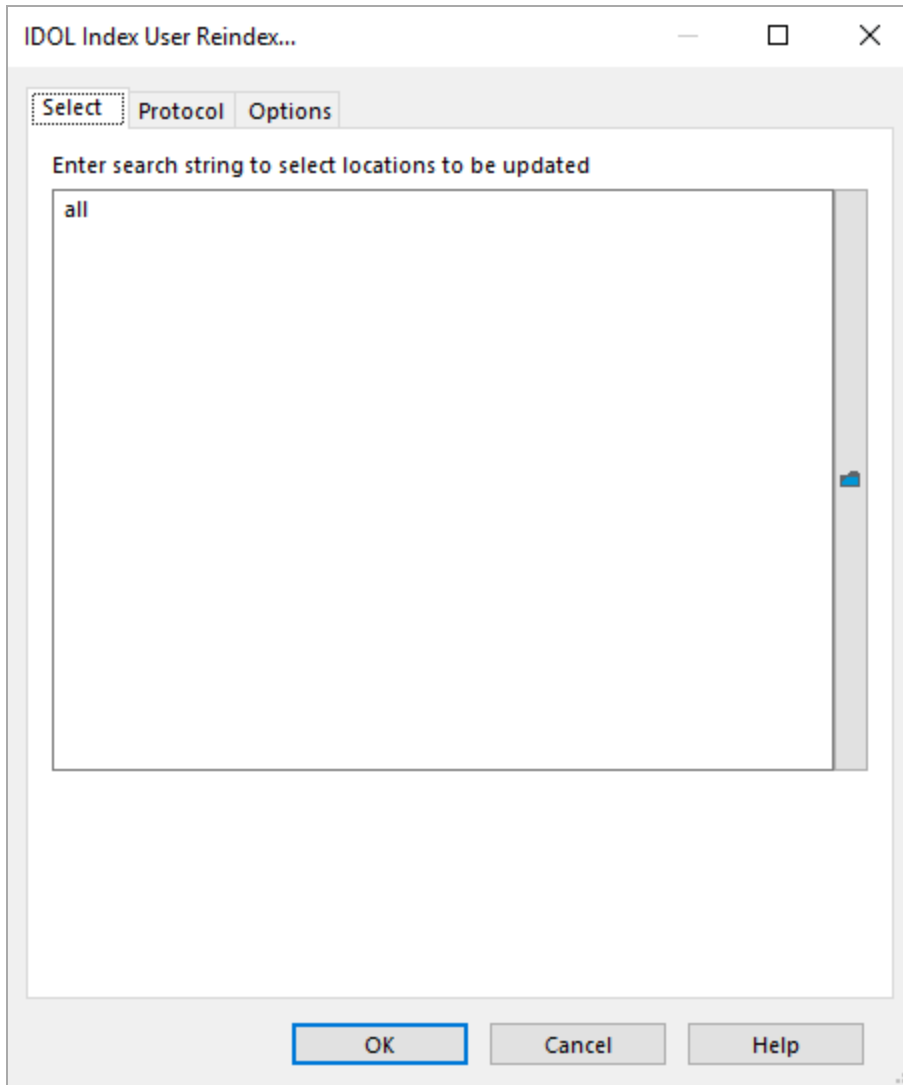 IDOL Index User Reindex...
Select Protocol Options
Enter search string to select locations to be updated
all
OK Cancel Help